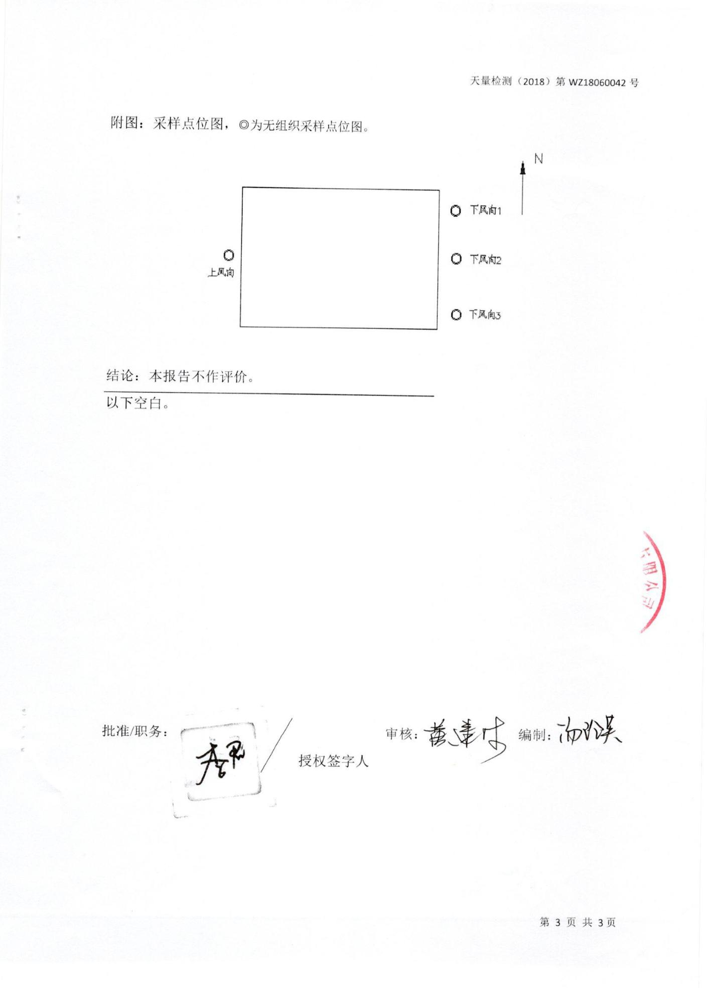 天量检测（2018）第 WZ18060042 号
附图：采样点位图，◎为无组织采样点位图。
N
下风向1
上风向
下风向2
下风向3
结论：本报告不作评价。
以下空白。
限公司
批准/职务：
授权签字人
审核：
编制：
第 3 页 共 3 页